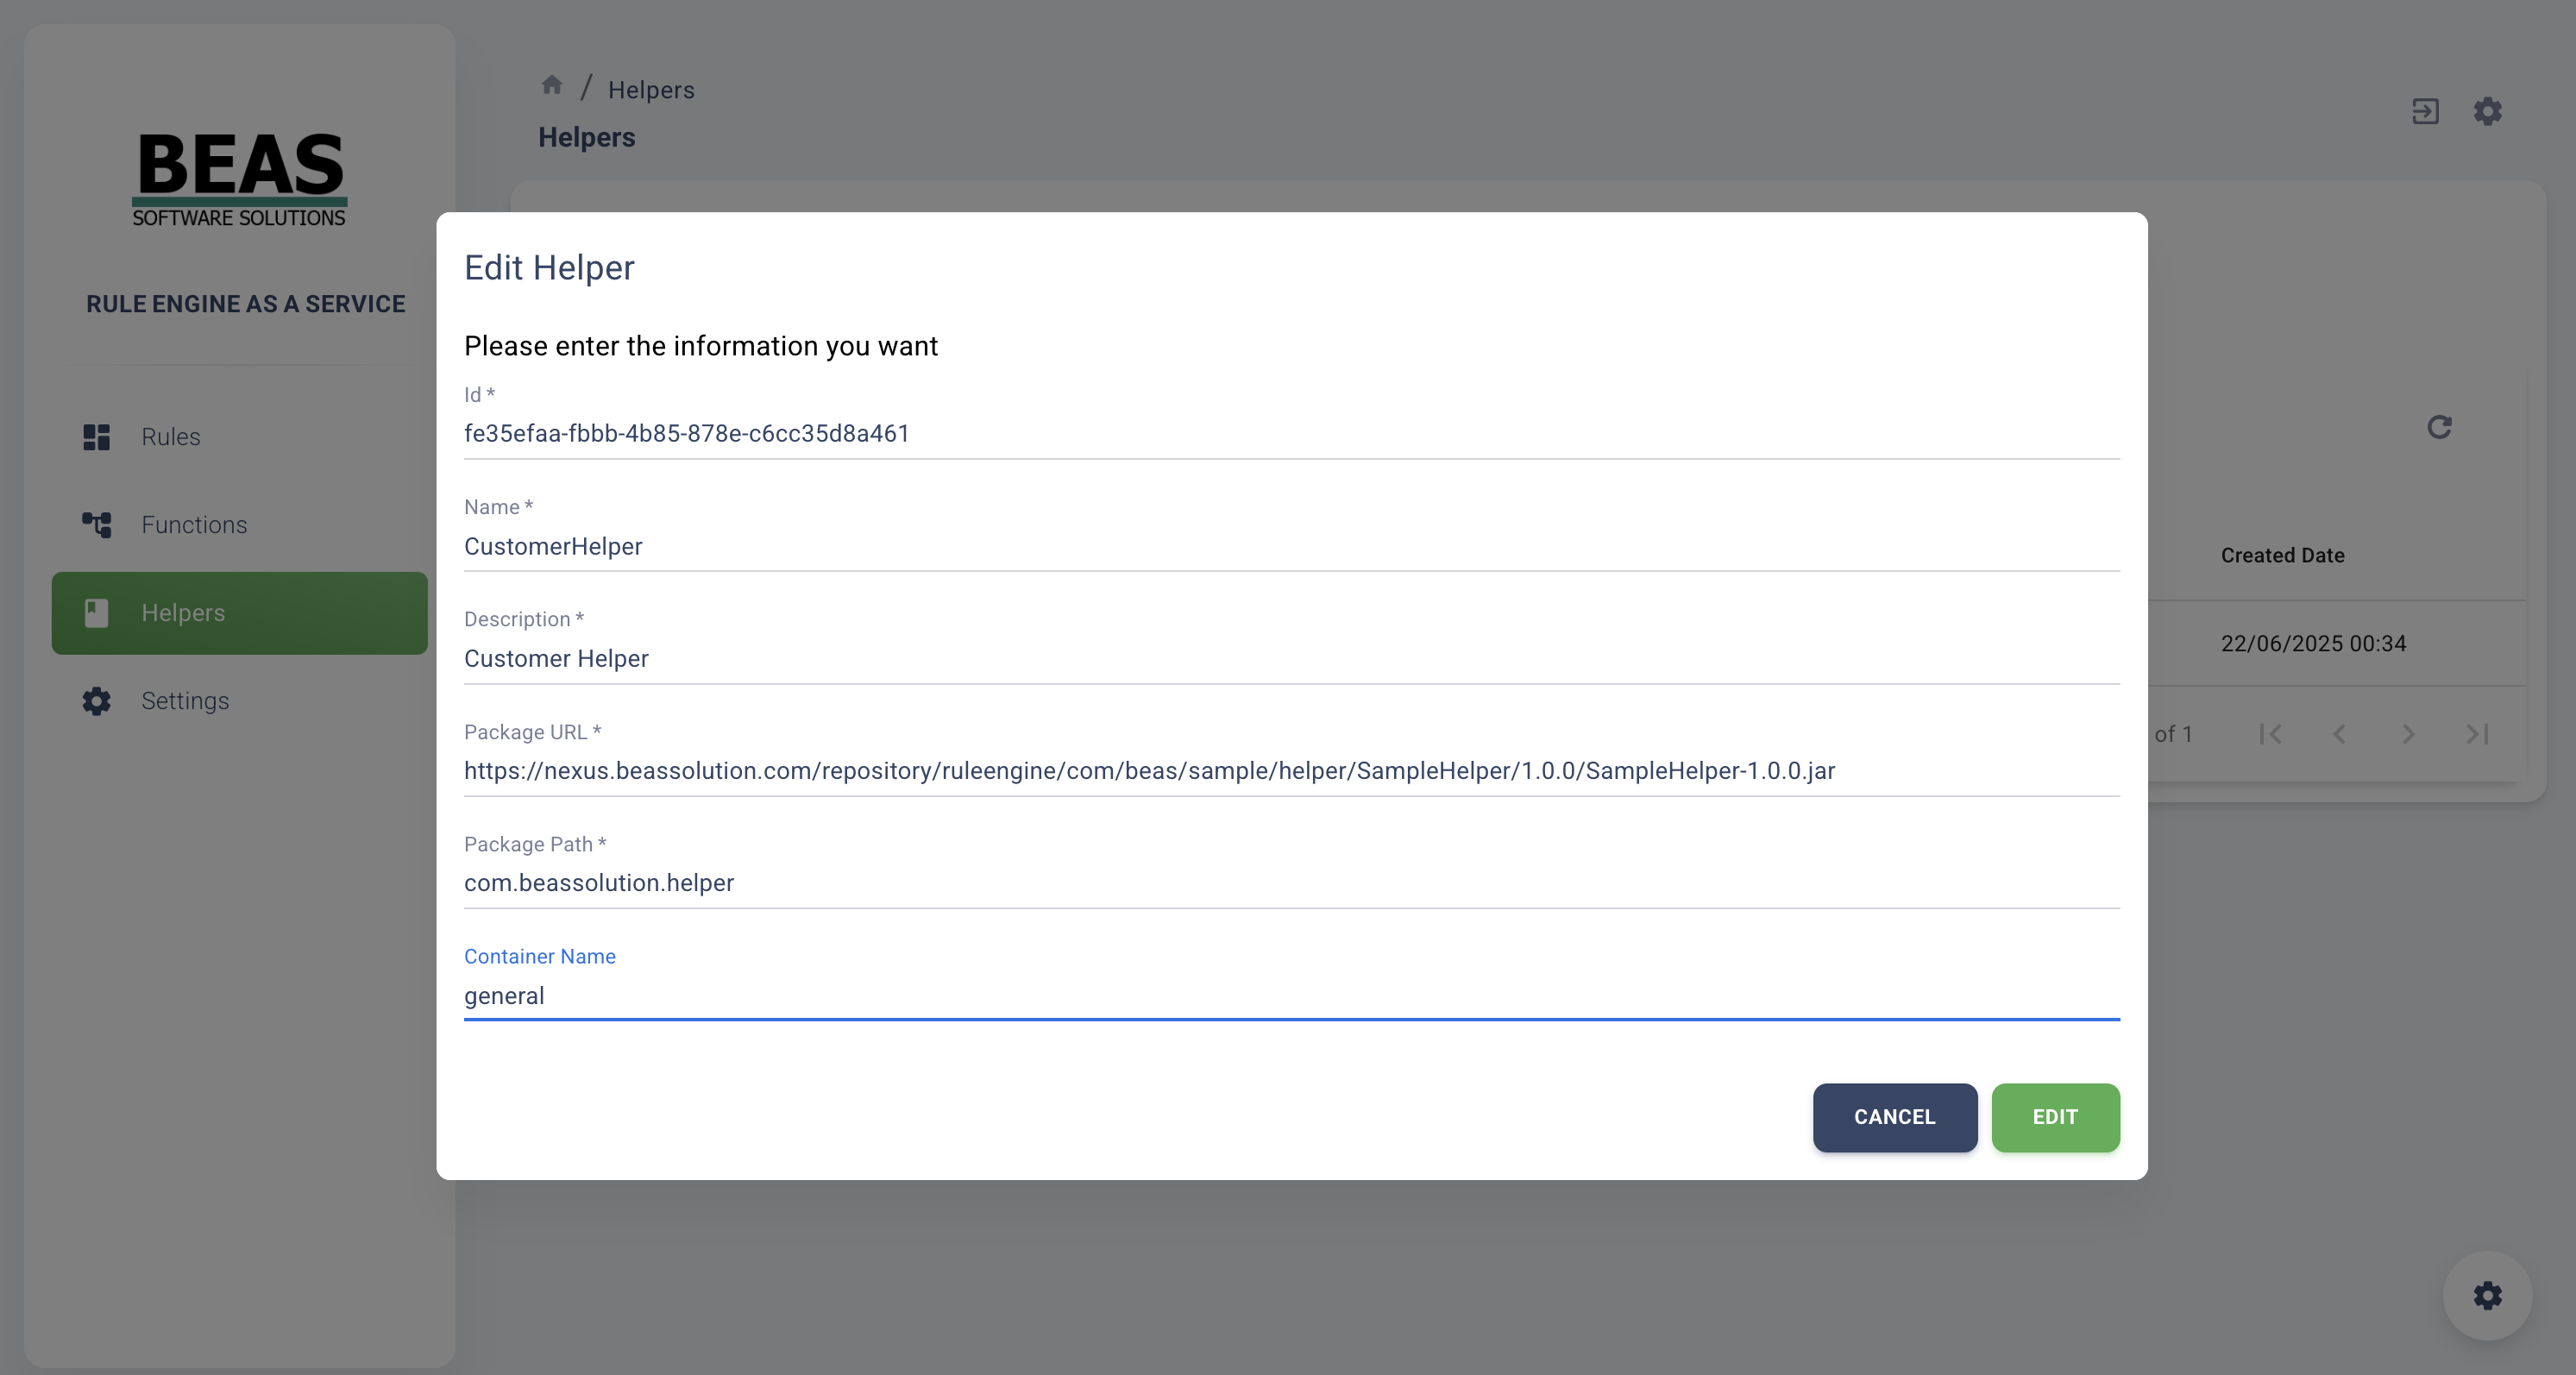 BEAS
SOFTWARE SOLUTIONS
RULE ENGINE AS A SERVICE
Rules
Functions
Helpers
Settings
/ Helpers
Helpers
Edit Helper
Please enter the information you want
Id *
fe35efaa-fbbb-4b85-878e-c6cc35d8a461
Name *
CustomerHelper
Description *
Customer Helper
Package URL *
https://nexus.beassolution.com/repository/ruleengine/com/beas/sample/helper/SampleHelper/1.0.0/SampleHelper-1.0.0.jar
Package Path *
com.beassolution.helper
Container Name
general
CANCEL EDIT
Created Date
22/06/2025 00:34
of 1